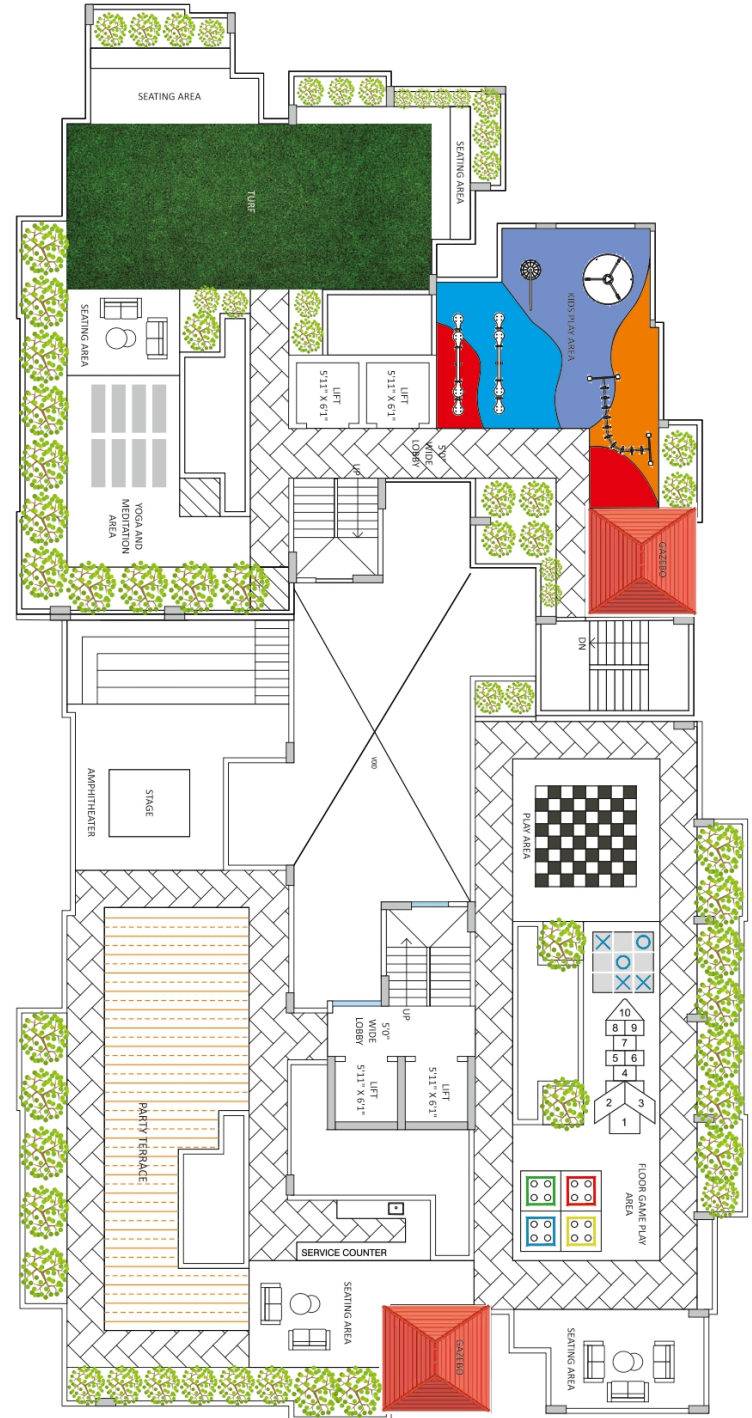 SEATING AREA
SEATING AREA
TURF
KIDS PLAY AREA
SEATING AREA
LIFT
5'11" X 6'1"
LIFT
5'11" X 6'1"
5'0"
WIDE
LOBBY
UP
YOGA AND
MEDITATION
AREA
GAZEBO
DN
VOID
STAGE
AMPHITHEATER
PLAY AREA
10
8 9
7
5 6
4
2 3
1
UP
5'0"
WIDE
LOBBY
LIFT
5'11" X 6'1"
LIFT
5'11" X 6'1"
PARTY TERRACE
FLOOR GAME PLAY
AREA
SERVICE COUNTER
SEATING AREA
GAZEBO
SEATING AREA